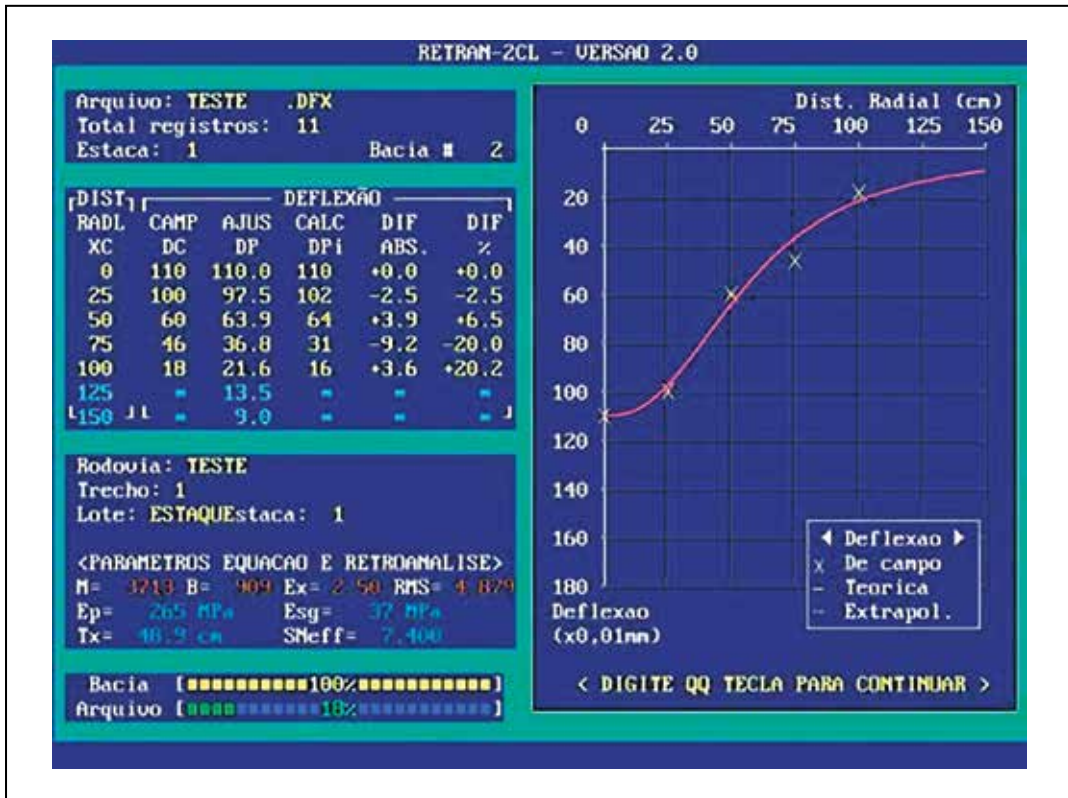 RETRAN-2CL - VERSAO 2.0
Arquivo: TESTE .DFX
Total registros: 11
Estaca: 1 Bacia # 2
DIST DEFLEXÃO
RADL CAMP AJUS CALC DIF DIF
XC DC DP DPi ABS. %
0 110 110.0 110 +0.0 +0.0
25 100 97.5 102 -2.5 -2.5
50 60 63.9 64 +3.9 +6.5
75 46 36.8 31 -9.2 -20.0
100 18 21.6 16 +3.6 +20.2
125 - 13.5 - - -
150 - 9.0 - - -
Rodovia: TESTE
Trecho: 1
Lote: ESTAQUEstaca: 1
<PARAMETROS EQUACAO E RETROANALISE>
M= 3713 B= 909 Ex= 2.50 RMS= 4.879
Ep= 265 MPa Esg= 37 MPa
Tx= 48.9 cm SNeff= 7.400
Bacia [100%]
Arquivo [18%]
Dist. Radial (cm)
0 25 50 75 100 125 150
20
40
60
80
100
120
140
160
180
Deflexao
(x0,01mm)
◄ Deflexao ►
x De campo
- Teorica
-- Extrapol.
< DIGITE QQ TECLA PARA CONTINUAR >